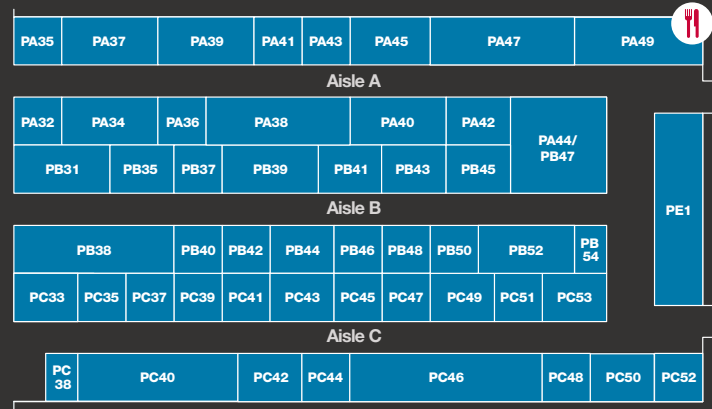 PA35 PA37 PA39 PA41 PA43 PA45 PA47 PA49
Aisle A
PA32 PA34 PA36 PA38 PA40 PA42 PA44/
PB47
PB31 PB35 PB37 PB39 PB41 PB43 PB45
Aisle B
PE1
PB38 PB40 PB42 PB44 PB46 PB48 PB50 PB52 PB
54
PC33 PC35 PC37 PC39 PC41 PC43 PC45 PC47 PC49 PC51 PC53
Aisle C
PC
38
PC40 PC42 PC44 PC46 PC48 PC50 PC52